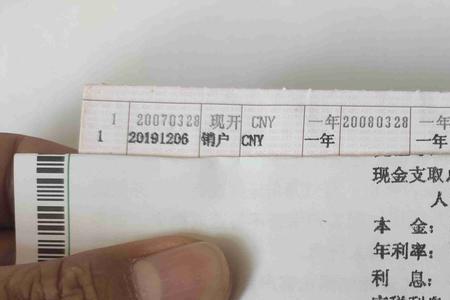 1 20070328 现开 CNY 一年 20080328 一年
1 20191206 销户 CNY 一年 一年
现金支取
人
本 金：
年利率：
利 息：